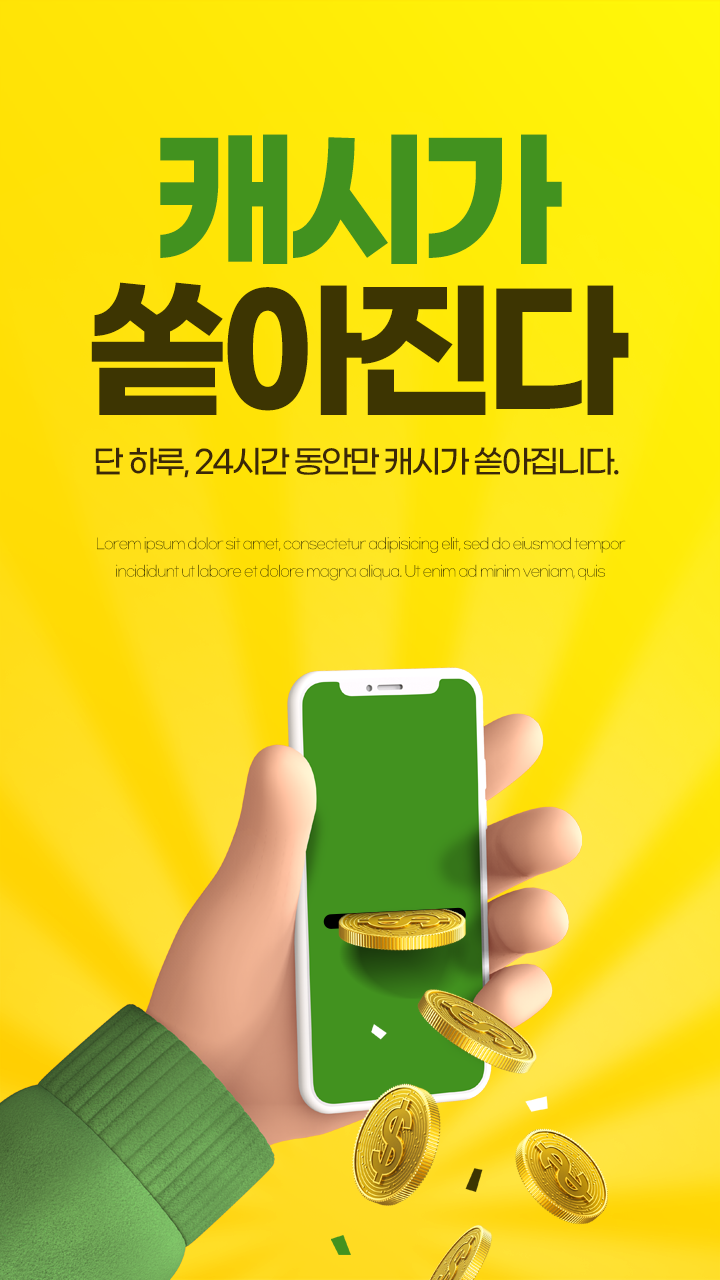 캐시가
쏟아진다
단 하루, 24시간 동안만 캐시가 쏟아집니다.
Lorem ipsum dolor sit amet, consectetur adipisicing elit, sed do eiusmod tempor
incididunt ut labore et dolore magna aliqua. Ut enim ad minim veniam, quis